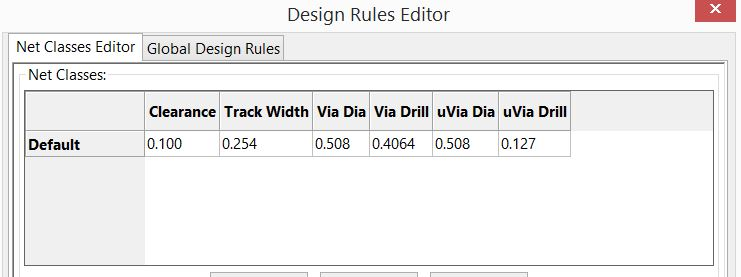 Design Rules Editor
Net Classes Editor Global Design Rules
Net Classes:
Clearance Track Width Via Dia Via Drill uVia Dia uVia Drill
Default 0.100 0.254 0.508 0.4064 0.508 0.127